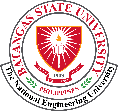 BATANGAS STATE UNIVERSITY
PHILIPPINES
The National Engineering University